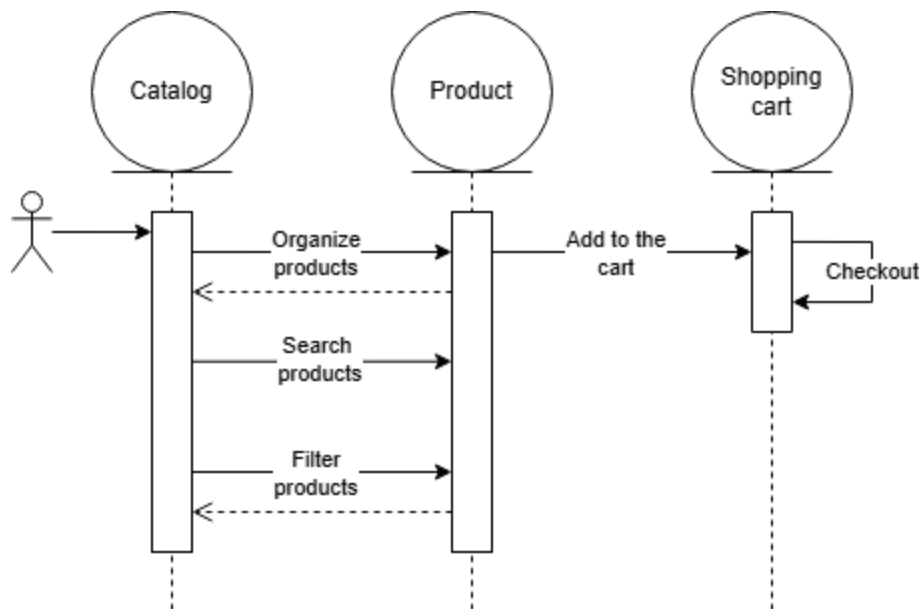 Catalog
Product
Shopping
cart
Organize
products
Add to the
cart
Checkout
Search
products
Filter
products